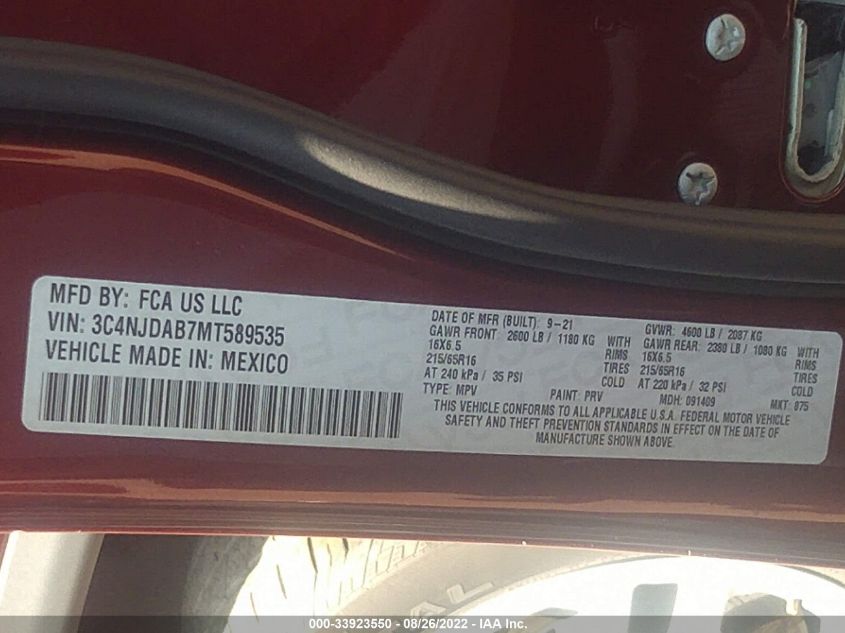 MFD BY: FCA US LLC
VIN: 3C4NJDAB7MT589535
VEHICLE MADE IN: MEXICO
DATE OF MFR (BUILT): 9-21 GVWR: 4600 LB / 2087 KG
GAWR FRONT: 2600 LB / 1180 KG WITH GAWR REAR: 2380 LB / 1080 KG WITH
16X6.5 RIMS 16X6.5 RIMS
215/65R16 TIRES 215/65R16 TIRES
AT 240 kPa / 35 PSI COLD AT 220 kPa / 32 PSI COLD
TYPE: MPV PAINT: PRV MDH: 091409 MKT: 875
THIS VEHICLE CONFORMS TO ALL APPLICABLE U.S.A. FEDERAL MOTOR VEHICLE
SAFETY AND THEFT PREVENTION STANDARDS IN EFFECT ON THE DATE OF
MANUFACTURE SHOWN ABOVE.
000-33923550 - 08/26/2022 - IAA Inc.